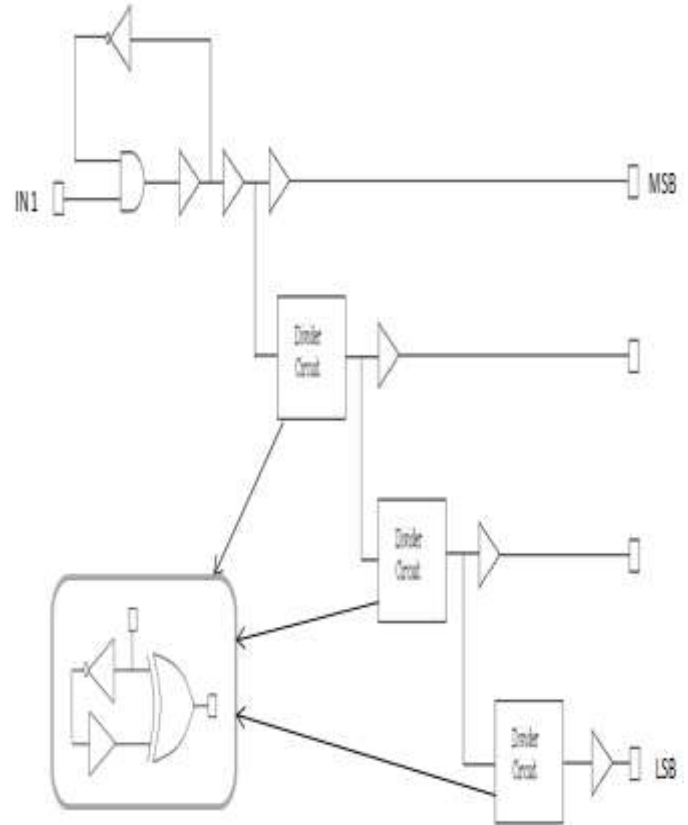 IN1
MSB
Divider
Circuit
Divider
Circuit
Divider
Circuit
LSB